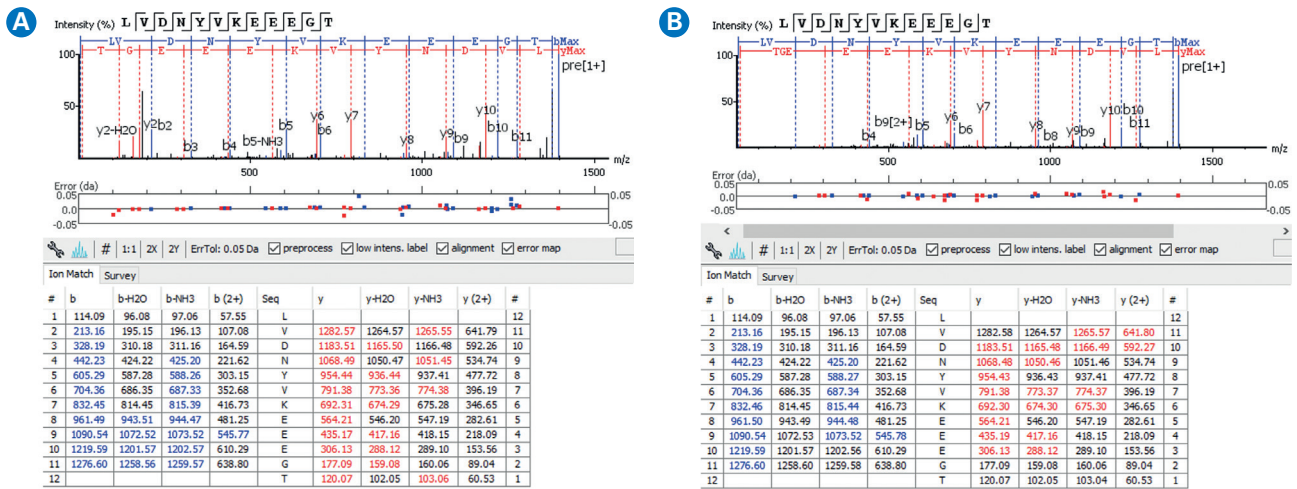 A
Intensity (%) L V D N Y V K E E E G T
LV D N Y V K E E E G T bMax
T G E E E K V Y N D V L yMax
100
pre[1+]
50
y2-H2O y2 b2 b3 b4 b5-NH3 b5 y6 b6 y7 y8 y9 b9 y10 b10 b11
500 1000 1500 m/z
Error (da)
0.05 0.05
0.0 0.0
-0.05 -0.05
# 1:1 2X 2Y ErrTol: 0.05 Da preprocess low intens. label alignment error map
Ion Match Survey
# b b-H2O b-NH3 b (2+) Seq y y-H2O y-NH3 y (2+) #
1 114.09 96.08 97.06 57.55 L 12
2 213.16 195.15 196.13 107.08 V 1282.57 1264.57 1265.55 641.79 11
3 328.19 310.18 311.16 164.59 D 1183.51 1165.50 1166.48 592.26 10
4 442.23 424.22 425.20 221.62 N 1068.49 1050.47 1051.45 534.74 9
5 605.29 587.28 588.26 303.15 Y 954.44 936.44 937.41 477.72 8
6 704.36 686.35 687.33 352.68 V 791.38 773.36 774.38 396.19 7
7 832.45 814.45 815.39 416.73 K 692.31 674.29 675.28 346.65 6
8 961.49 943.51 944.47 481.25 E 564.21 546.20 547.19 282.61 5
9 1090.54 1072.52 1073.52 545.77 E 435.17 417.16 418.15 218.09 4
10 1219.59 1201.57 1202.57 610.29 E 306.13 288.12 289.10 153.56 3
11 1276.60 1258.56 1259.57 638.80 G 177.09 159.08 160.06 89.04 2
12 T 120.07 102.05 103.06 60.53 1
B
Intensity (%) L V D N Y V K E E E G T
LV D N Y V K E E E G T bMax
TGE E E K V Y N D V L yMax
100
pre[1+]
50
b4 b9[2+] b5 y6 b6 y7 y8 b8 y9 b9 y10 b10 b11
500 1000 1500 m/z
Error (da)
0.05 0.05
0.0 0.0
-0.05 -0.05
# 1:1 2X 2Y ErrTol: 0.05 Da preprocess low intens. label alignment error map
Ion Match Survey
# b b-H2O b-NH3 b (2+) Seq y y-H2O y-NH3 y (2+) #
1 114.09 96.08 97.06 57.55 L 12
2 213.16 195.15 196.13 107.08 V 1282.58 1264.57 1265.57 641.80 11
3 328.19 310.18 311.16 164.59 D 1183.51 1165.48 1166.49 592.27 10
4 442.23 424.22 425.20 221.62 N 1068.48 1050.46 1051.46 534.74 9
5 605.29 587.28 588.27 303.15 Y 954.43 936.43 937.41 477.72 8
6 704.36 686.35 687.34 352.68 V 791.38 773.37 774.37 396.19 7
7 832.46 814.45 815.44 416.73 K 692.30 674.30 675.30 346.65 6
8 961.50 943.49 944.48 481.25 E 564.21 546.20 547.19 282.61 5
9 1090.54 1072.53 1073.52 545.78 E 435.19 417.16 418.15 218.09 4
10 1219.59 1201.57 1202.56 610.29 E 306.13 288.12 289.10 153.56 3
11 1276.60 1258.60 1259.58 638.80 G 177.09 159.08 160.06 89.04 2
12 T 120.07 102.05 103.04 60.53 1